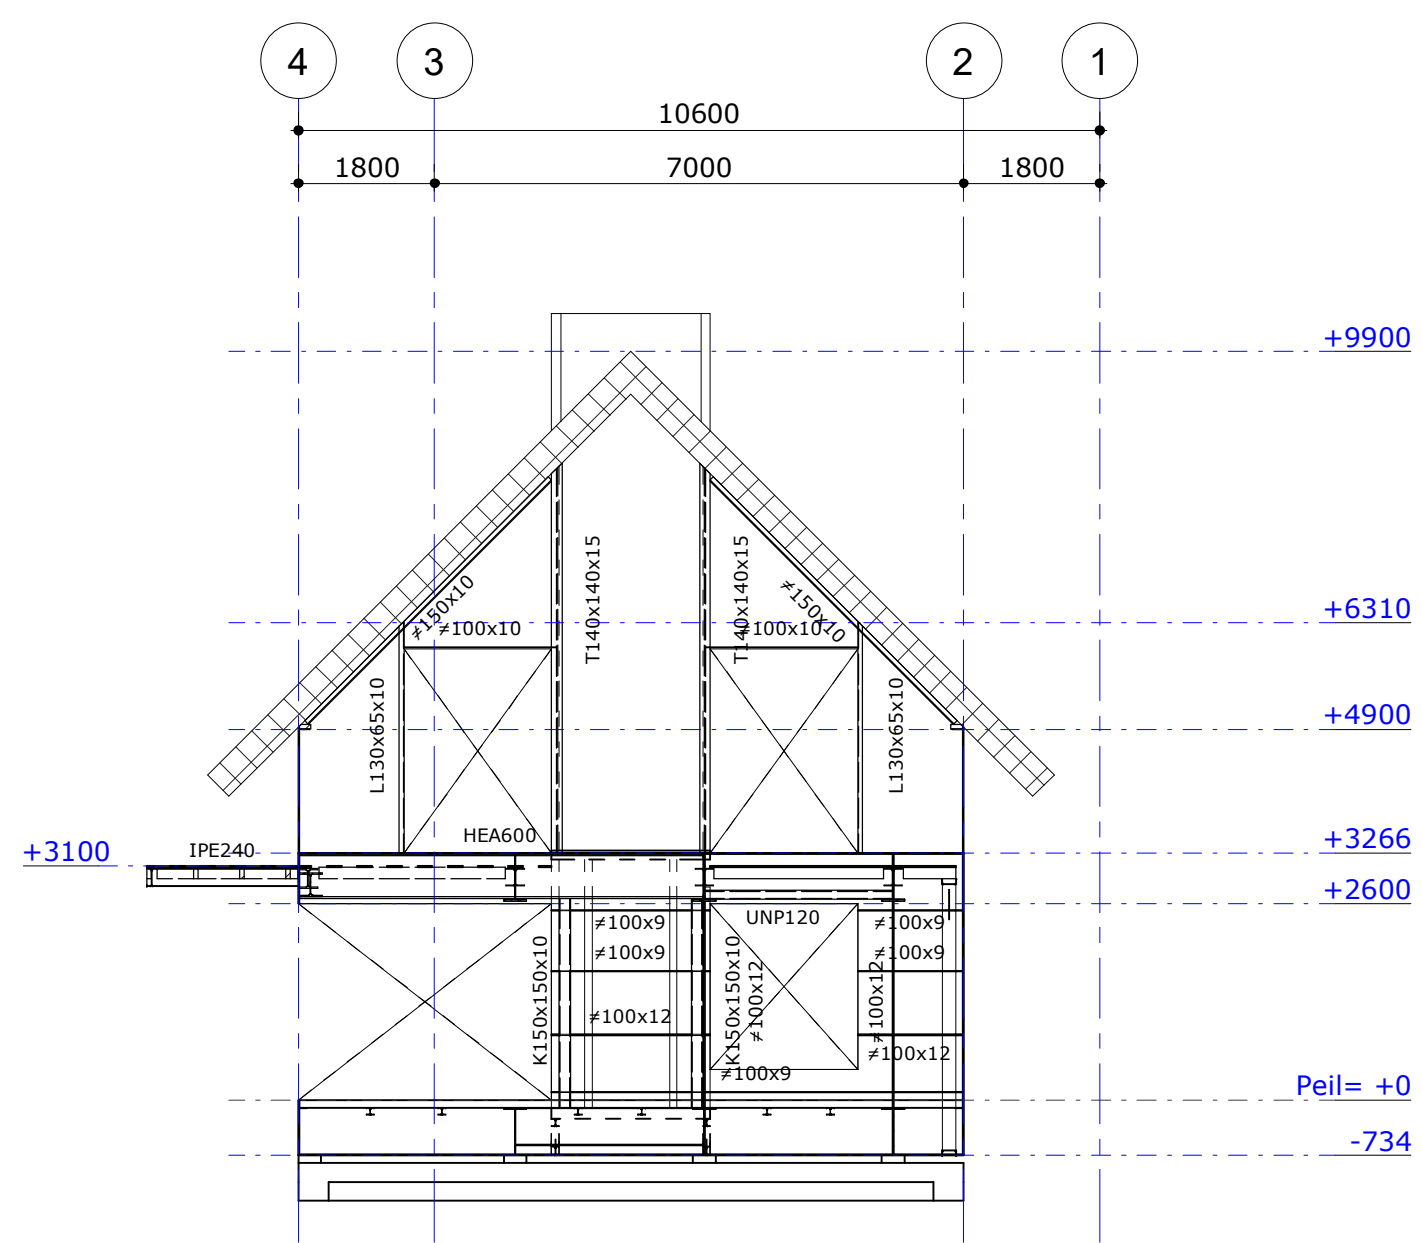 4 3 2 1
10600
1800 7000 1800
+9900
T140x140x15 T140x140x15
≠150x10 ≠150x10
+6310
≠100x10 ≠100x10
L130x65x10 L130x65x10
+4900
HEA600
+3100 IPE240 +3266
+2600
≠100x9 UNP120 ≠100x9
≠100x9 ≠100x9
K150x150x10 K150x150x10
≠100x12 ≠100x12
≠100x12
≠100x12
≠100x9
Peil= +0
-734